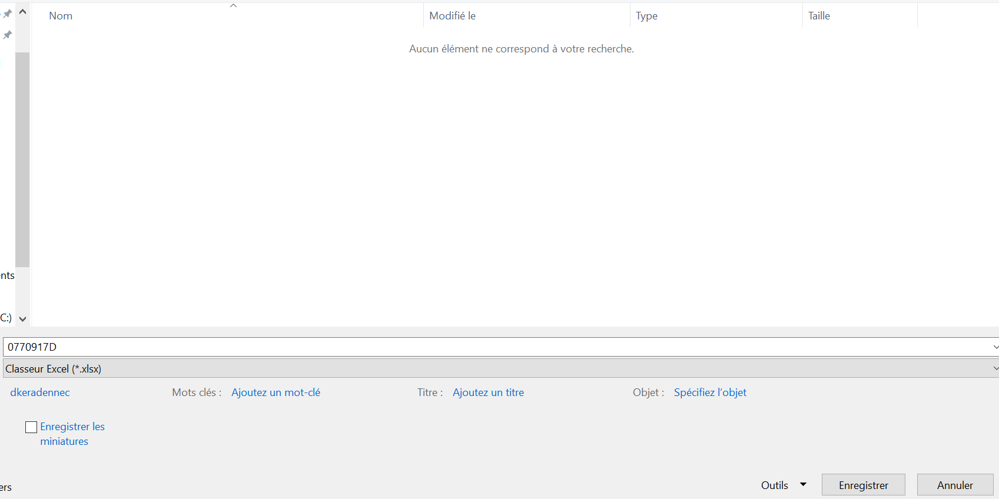 Nom Modifié le Type Taille
Aucun élément ne correspond à votre recherche.
nts
C:)
0770917D
Classeur Excel (*.xlsx)
dkeradennec Mots clés : Ajoutez un mot-clé Titre : Ajoutez un titre Objet : Spécifiez l’objet
Enregistrer les
miniatures
ers Outils Enregistrer Annuler